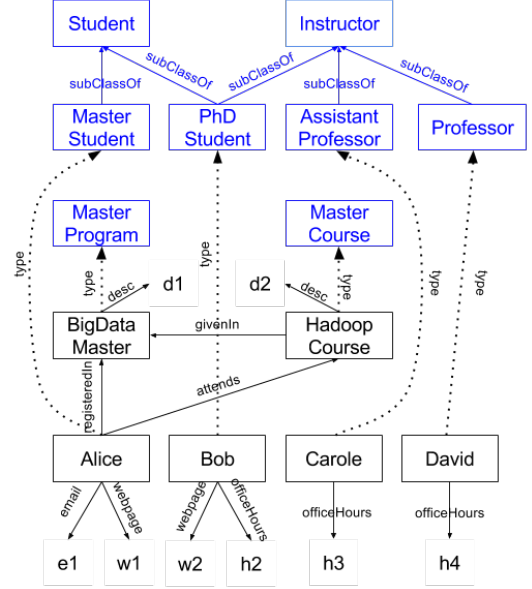 Student
Instructor
subClassOf
subClassOf
subClassOf
subClassOf
subClassOf
Master
Student
PhD
Student
Assistant
Professor
Professor
Master
Program
Master
Course
type
type
type
type
type
type
desc
d1
d2
desc
BigData
Master
givenIn
Hadoop
Course
registeredIn
attends
Alice
Bob
Carole
David
email
webpage
webpage
officeHours
officeHours
officeHours
e1
w1
w2
h2
h3
h4